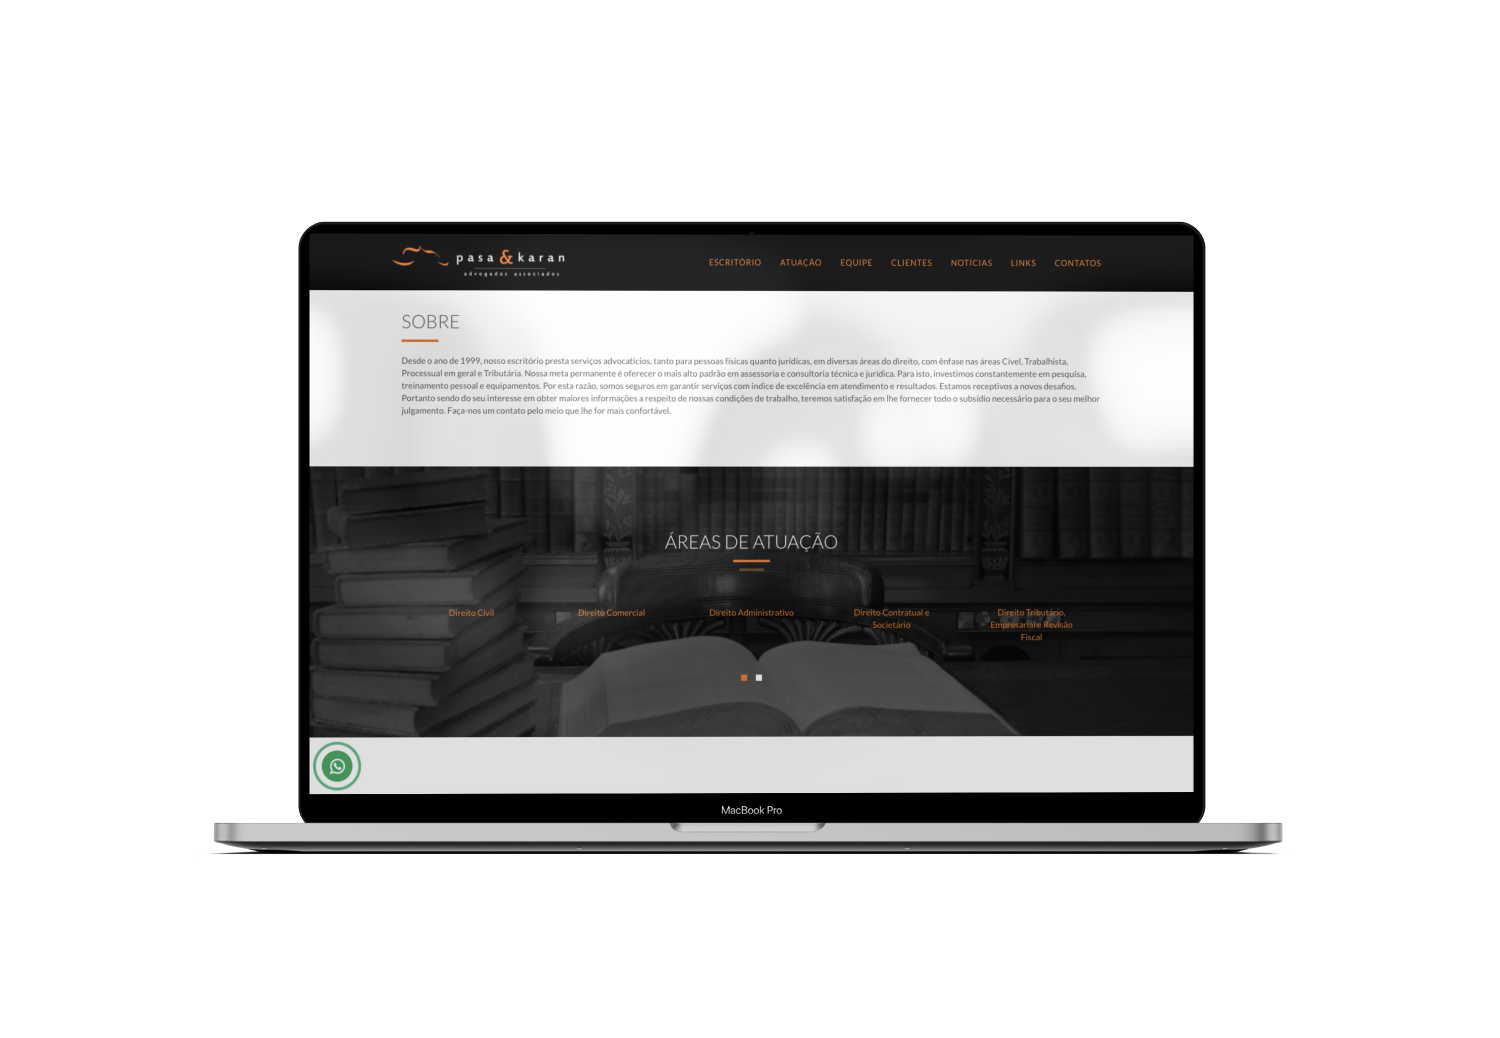 pasa & karan
advogados associados
ESCRITÓRIO ATUAÇÃO EQUIPE CLIENTES NOTÍCIAS LINKS CONTATOS
SOBRE
Desde o ano de 1999, nosso escritório presta serviços advocatícios, tanto para pessoas físicas quanto jurídicas, em diversas áreas do direito, com ênfase nas áreas Cível, Trabalhista,
Processual em geral e Tributária. Nossa meta permanente é oferecer o mais alto padrão em assessoria e consultoria técnica e jurídica. Para isto, investimos constantemente em pesquisa,
treinamento pessoal e equipamentos. Por esta razão, somos seguros em garantir serviços com índice de excelência em atendimento e resultados. Estamos receptivos a novos desafios.
Portanto sendo do seu interesse em obter maiores informações a respeito de nossas condições de trabalho, teremos satisfação em lhe fornecer todo o subsídio necessário para o seu melhor
julgamento. Faça-nos um contato pelo meio que lhe for mais confortável.
ÁREAS DE ATUAÇÃO
Direito Civil
Direito Comercial
Direito Administrativo
Direito Contratual e
Societário
Direito Tributário,
Empresarial e Revisão
Fiscal
MacBook Pro